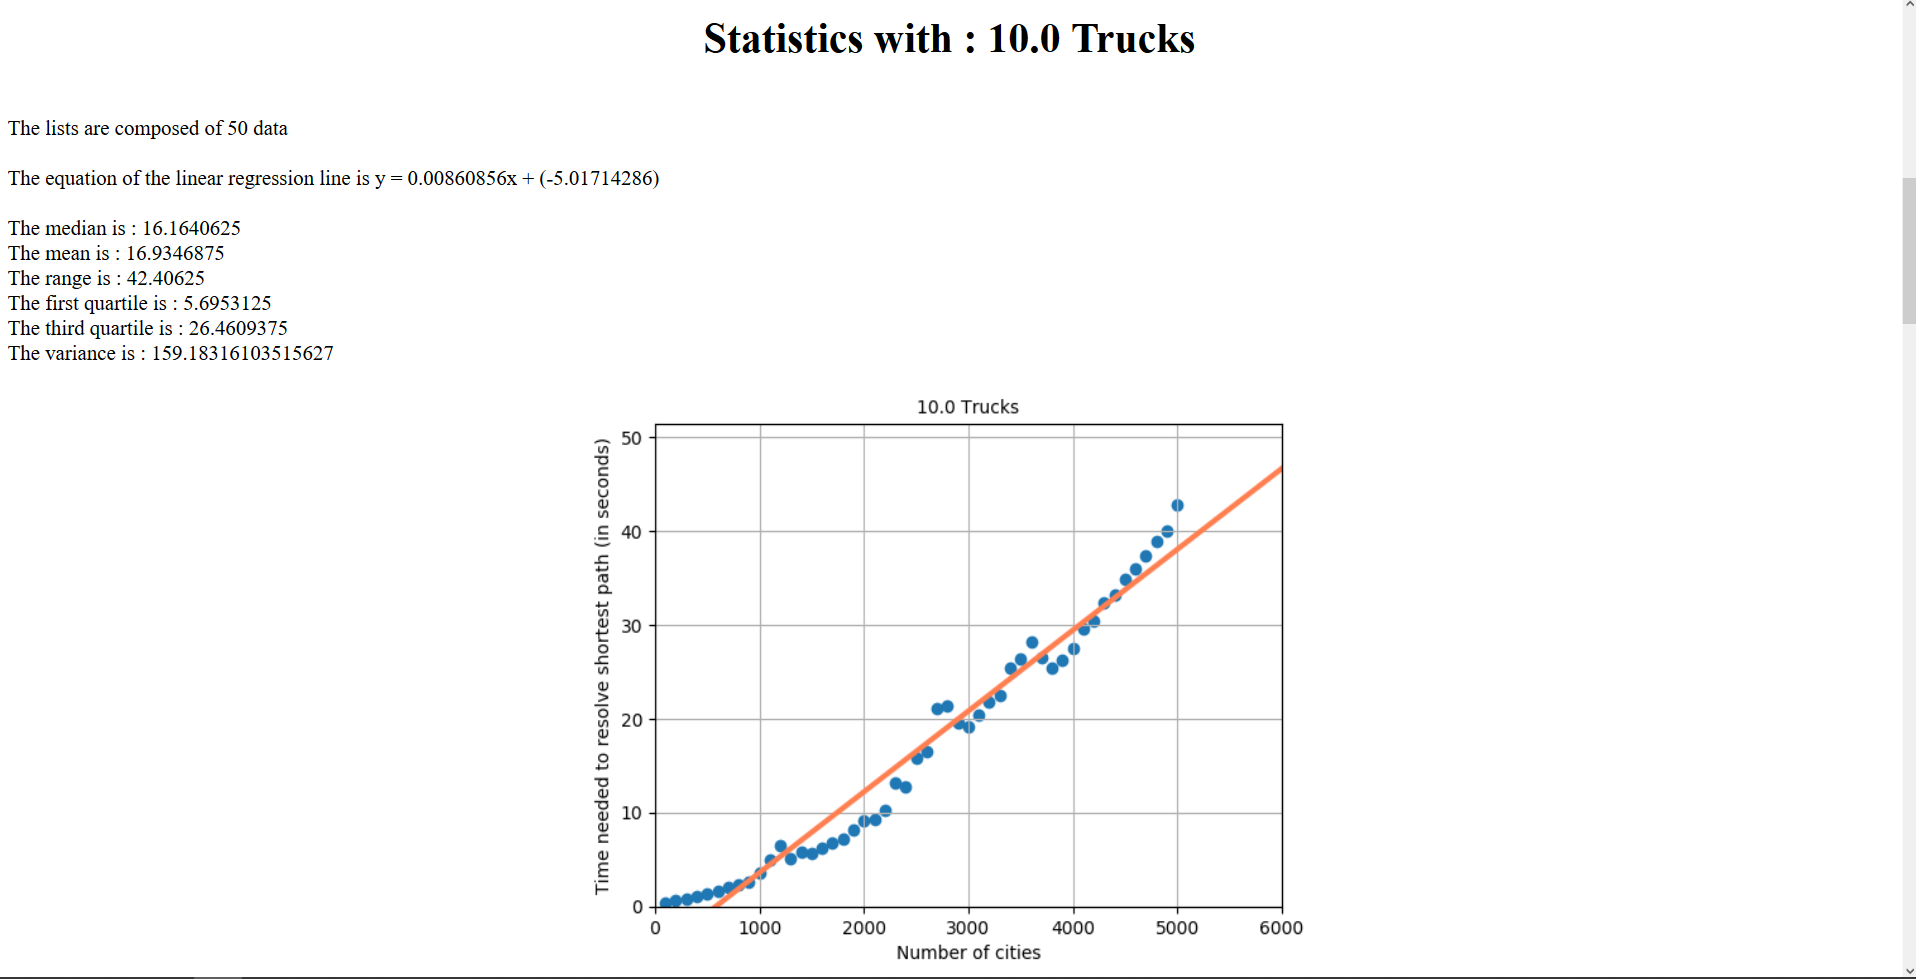 Statistics with : 10.0 Trucks
The lists are composed of 50 data
The equation of the linear regression line is y = 0.00860856x + (-5.01714286)
The median is : 16.1640625
The mean is : 16.9346875
The range is : 42.40625
The first quartile is : 5.6953125
The third quartile is : 26.4609375
The variance is : 159.18316103515627
10.0 Trucks
Time needed to resolve shortest path (in seconds)
50
40
30
20
10
0
0 1000 2000 3000 4000 5000 6000
Number of cities